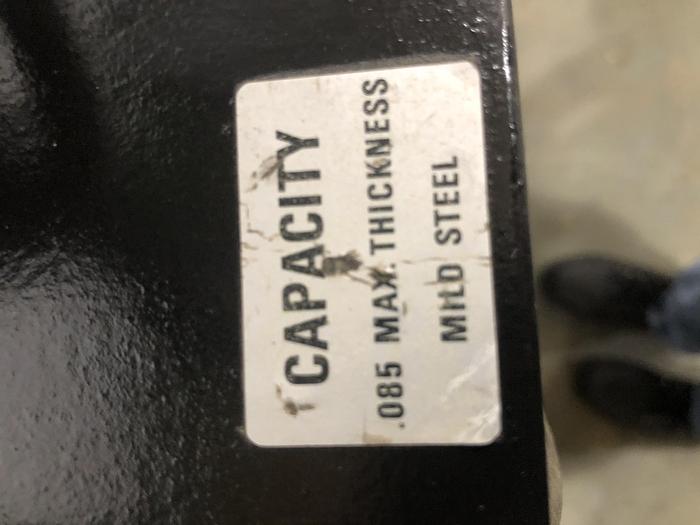 CAPACITY
.085 MAX. THICKNESS
MILD STEEL